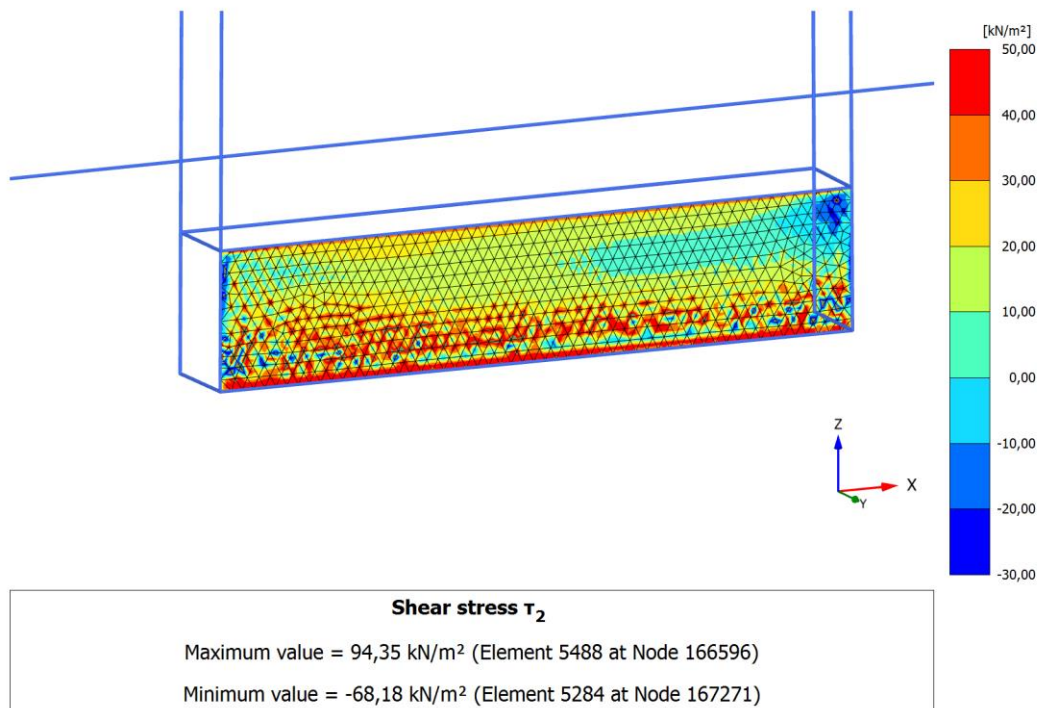 [kN/m²]
50,00
40,00
30,00
20,00
10,00
0,00
-10,00
-20,00
-30,00
Z
X
Y
Shear stress τ₂
Maximum value = 94,35 kN/m² (Element 5488 at Node 166596)
Minimum value = -68,18 kN/m² (Element 5284 at Node 167271)